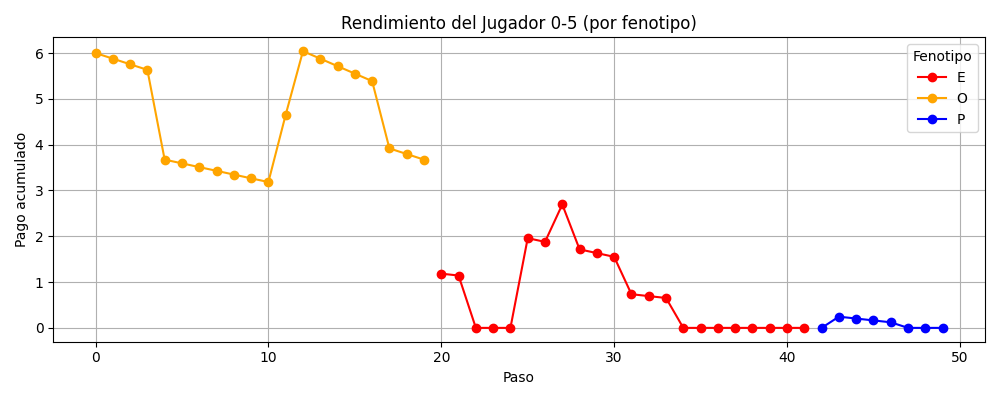 Rendimiento del Jugador 0-5 (por fenotipo)
Pago acumulado
6
5
4
3
2
1
0
Fenotipo
E
O
P
0 10 20 30 40 50
Paso